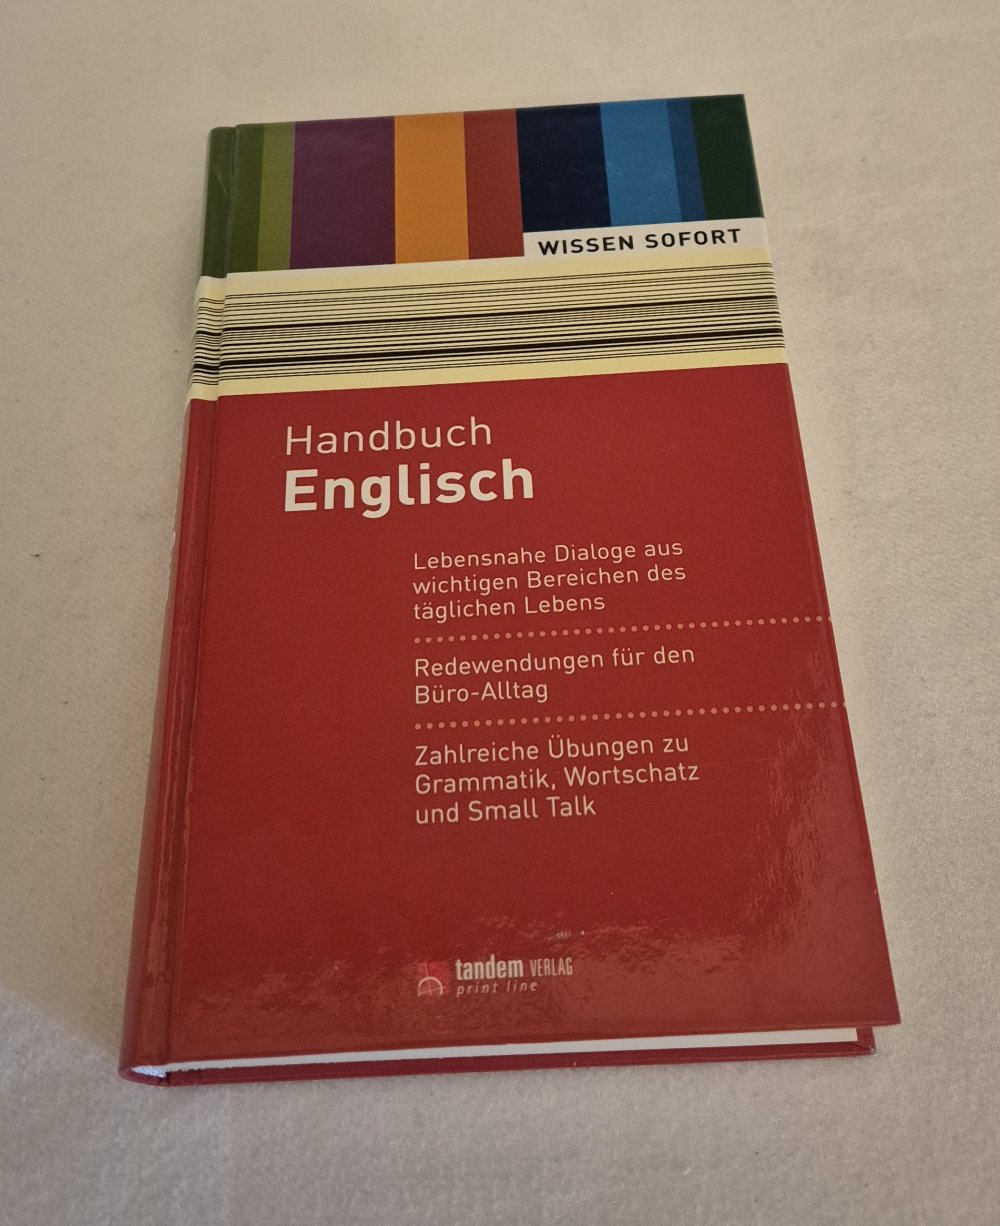 WISSEN SOFORT
Handbuch
Englisch
Lebensnahe Dialoge aus
wichtigen Bereichen des
täglichen Lebens
Redewendungen für den
Büro-Alltag
Zahlreiche Übungen zu
Grammatik, Wortschatz
und Small Talk
tandem VERLAG
print line